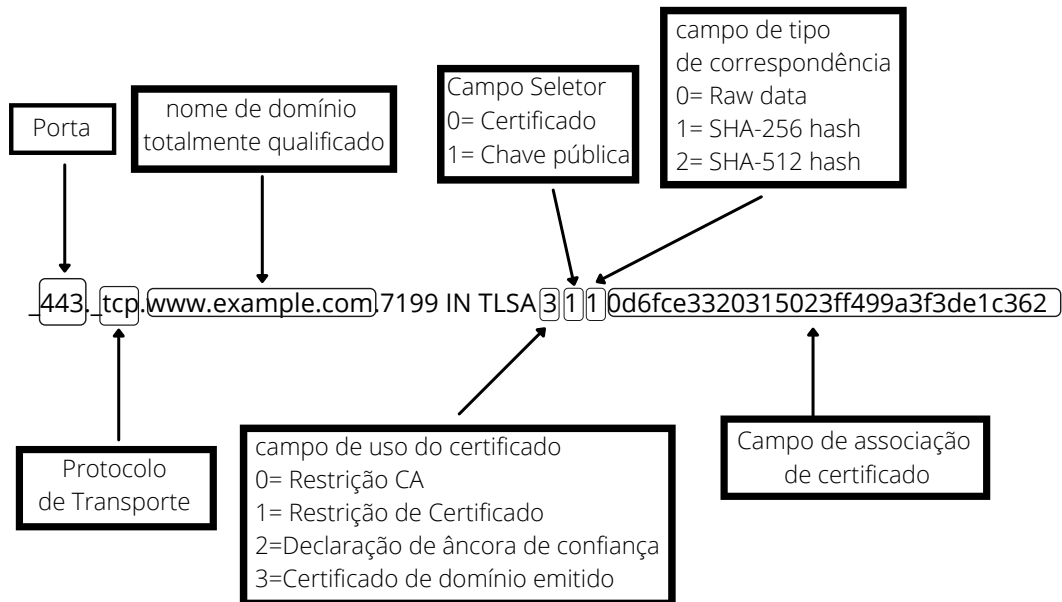 Porta
nome de domínio
totalmente qualificado
Campo Seletor
0= Certificado
1= Chave pública
campo de tipo
de correspondência
0= Raw data
1= SHA-256 hash
2= SHA-512 hash
_443._tcp.www.example.com.7199 IN TLSA 3 1 1 0d6fce3320315023ff499a3f3de1c362
Protocolo
de Transporte
campo de uso do certificado
0= Restrição CA
1= Restrição de Certificado
2=Declaração de âncora de confiança
3=Certificado de domínio emitido
Campo de associação
de certificado